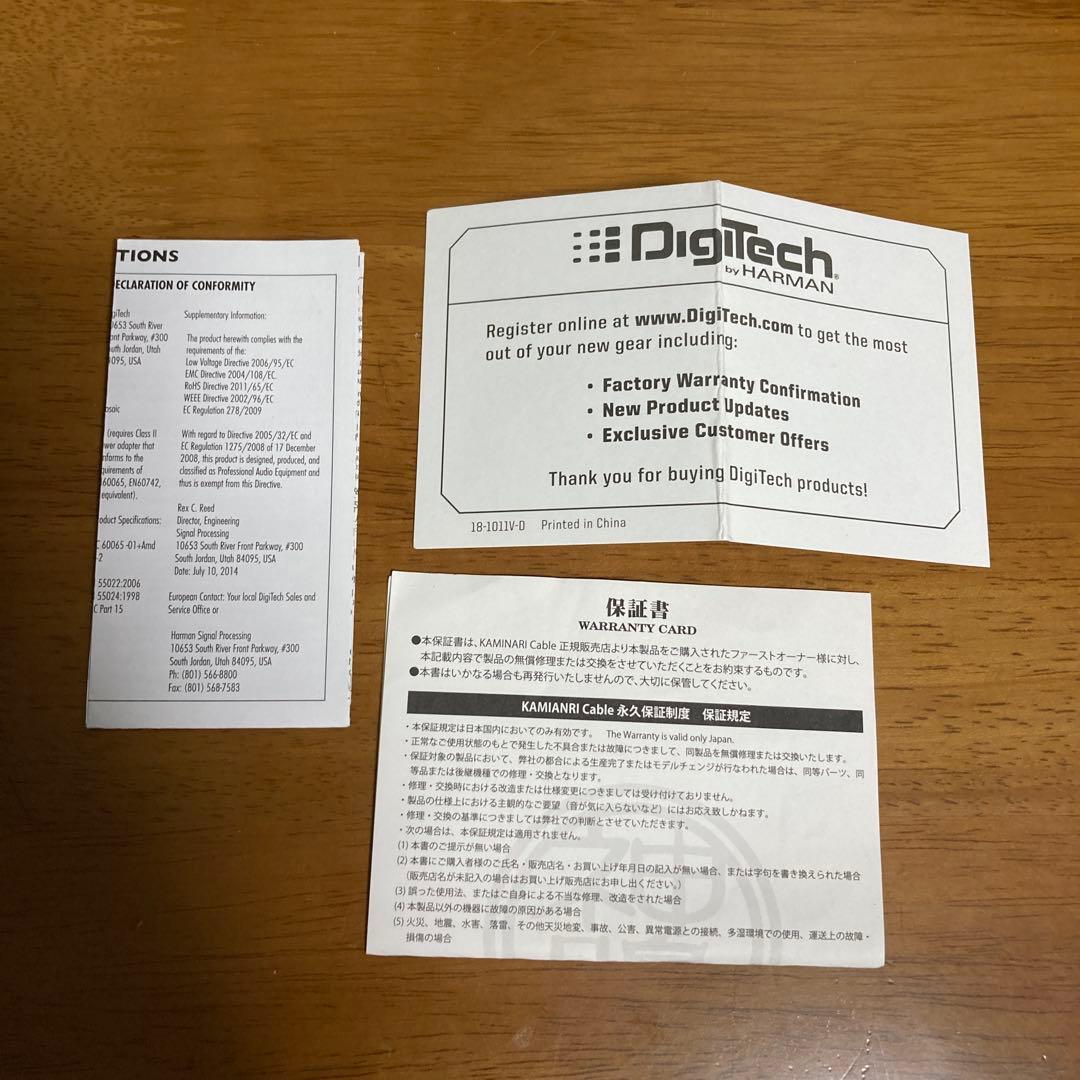 TIONS
ECLARATION OF CONFORMITY
giTech
653 South River
nt Parkway, #300
uth Jordan, Utah
095, USA
osaic
(requires Class II
wer adapter that
nforms to the
quirements of
60065, EN60742,
equivalent).
oduct Specifications:
C 60065 -01+Amd
-2
55022:2006
55024:1998
C Part 15
Supplementary Information:
The product herewith complies with the
requirements of the:
Low Voltage Directive 2006/95/EC
EMC Directive 2004/108/EC.
RoHS Directive 2011/65/EC
WEEE Directive 2002/96/EC
EC Regulation 278/2009
With regard to Directive 2005/32/EC and
EC Regulation 1275/2008 of 17 December
2008, this product is designed, produced, and
classified as Professional Audio Equipment and
thus is exempt from this Directive.
Rex C. Reed
Director, Engineering
Signal Processing
10653 South River Front Parkway, #300
South Jordan, Utah 84095, USA
Date: July 10, 2014
European Contact: Your local DigiTech Sales and
Service Office or
Harman Signal Processing
10653 South River Front Parkway, #300
South Jordan, Utah 84095, USA
Ph: (801) 566-8800
Fax: (801) 568-7583
DigiTech®
by HARMAN
Register online at www.DigiTech.com to get the most
out of your new gear including:
• Factory Warranty Confirmation
• New Product Updates
• Exclusive Customer Offers
Thank you for buying DigiTech products!
18-1011V-D Printed in China
保証書
WARRANTY CARD
●本保証書は、KAMINARI Cable 正規販売店より本製品をご購入されたファーストオーナー様に対し、
本記載内容で製品の無償修理または交換をさせていただくことをお約束するものです。
●本書はいかなる場合も再発行いたしませんので、大切に保管してください。
KAMIANRI Cable 永久保証制度 保証規定
・本保証規定は日本国内においてのみ有効です。 The Warranty is valid only Japan.
・正常なご使用状態のもとで発生した不具合または故障につきまして、同製品を無償修理または交換いたします。
・保証対象の製品において、弊社の都合による生産完了またはモデルチェンジが行なわれた場合は、同等パーツ、同
等品または後継機種での修理・交換となります。
・修理・交換時における改造または仕様変更につきましては受け付けておりません。
・製品の仕様上における主観的なご要望（音が気に入らないなど）にはお応え致しかねます。
・修理・交換の基準につきましては弊社での判断とさせていただきます。
・次の場合は、本保証規定は適用されません。
(1) 本書のご提示が無い場合
(2) 本書にご購入者様のご氏名・販売店名・お買い上げ年月日の記入が無い場合、または字句を書き換えられた場合
（販売店名が未記入の場合はお買い上げ販売店にお申し出ください。）
(3) 誤った使用法、またはご自身による不当な修理、改造をされた場合
(4) 本製品以外の機器に故障の原因がある場合
(5) 火災、地震、水害、落雷、その他天災地変、事故、公害、異常電源との接続、多湿環境での使用、運送上の故障・
損傷の場合